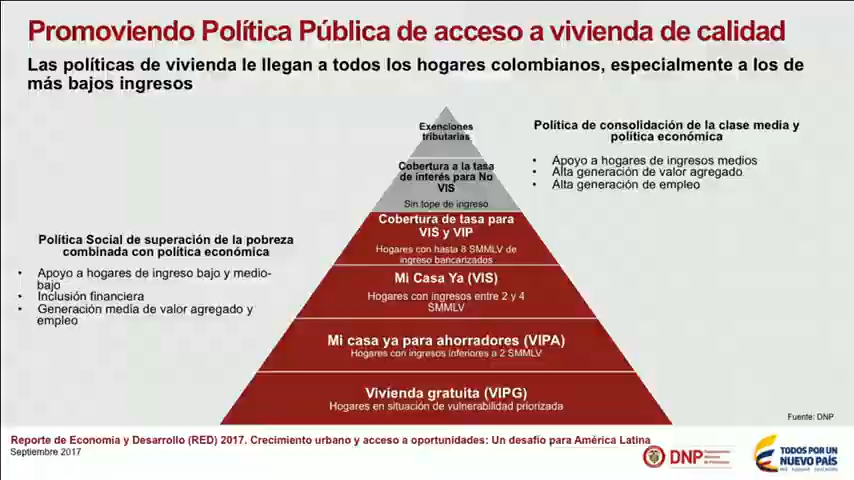 Promoviendo Política Pública de acceso a vivienda de calidad
Las políticas de vivienda le llegan a todos los hogares colombianos, especialmente a los de
más bajos ingresos
Exenciones
tributarias
Cobertura a la tasa
de interés para No
VIS
Sin tope de ingreso
Política de consolidación de la clase media y
política económica
• Apoyo a hogares de ingresos medios
• Alta generación de valor agregado
• Alta generación de empleo
Cobertura de tasa para
VIS y VIP
Hogares con hasta 8 SMMLV de
ingreso bancarizados
Política Social de superación de la pobreza
combinada con política económica
• Apoyo a hogares de ingreso bajo y medio-
bajo
• Inclusión financiera
• Generación media de valor agregado y
empleo
Mi Casa Ya (VIS)
Hogares con ingresos entre 2 y 4
SMMLV
Mi casa ya para ahorradores (VIPA)
Hogares con ingresos inferiores a 2 SMMLV
Vivienda gratuita (VIPG)
Hogares en situación de vulnerabilidad priorizada
Fuente: DNP
Reporte de Economía y Desarrollo (RED) 2017. Crecimiento urbano y acceso a oportunidades: Un desafío para América Latina
Septiembre 2017
DNP
TODOS POR UN
NUEVO PAÍS